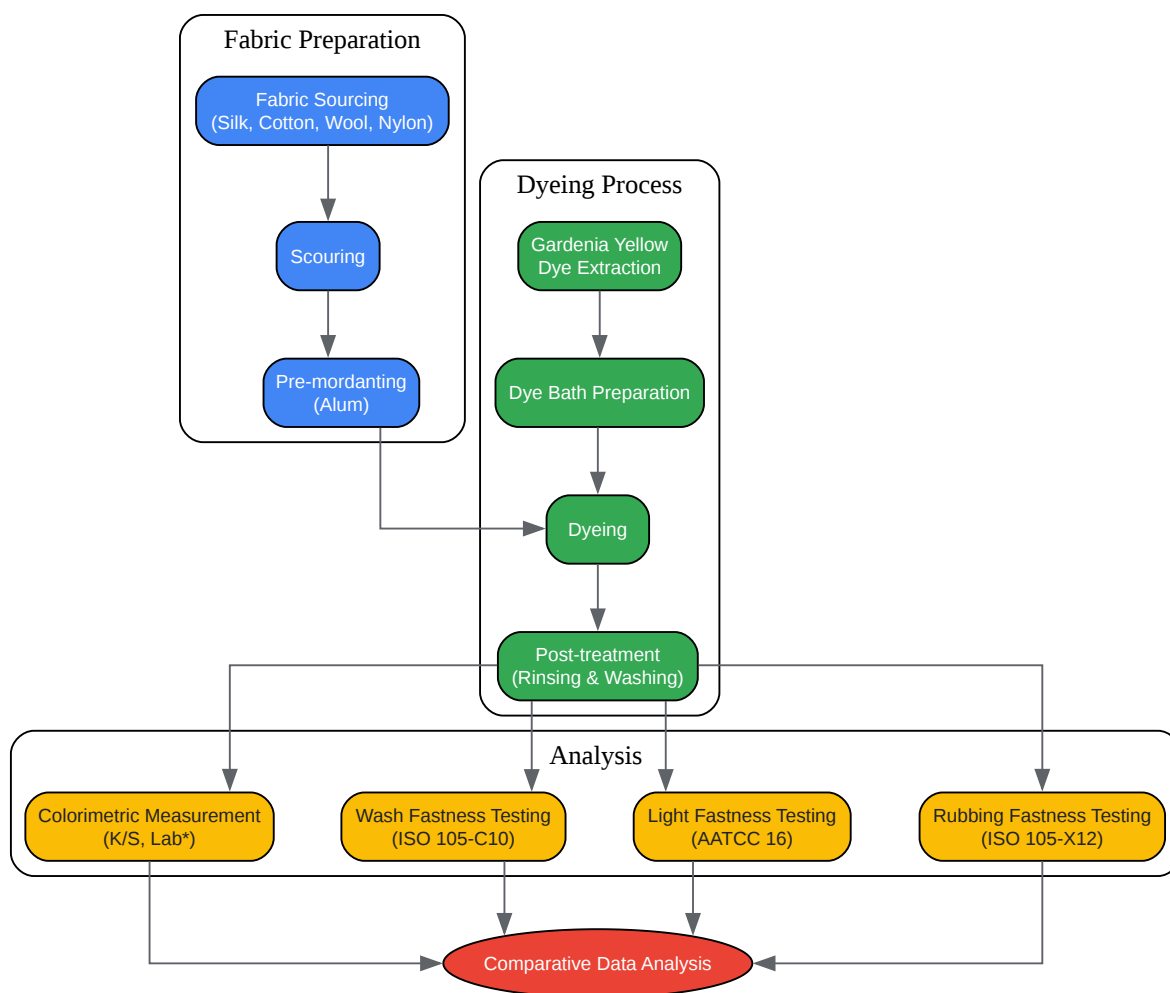 Fabric Preparation
Fabric Sourcing
(Silk, Cotton, Wool, Nylon)
Scouring
Pre-mordanting
(Alum)
Dyeing Process
Gardenia Yellow
Dye Extraction
Dye Bath Preparation
Dyeing
Post-treatment
(Rinsing & Washing)
Analysis
Colorimetric Measurement
(K/S, Lab*)
Wash Fastness Testing
(ISO 105-C10)
Light Fastness Testing
(AATCC 16)
Rubbing Fastness Testing
(ISO 105-X12)
Comparative Data Analysis